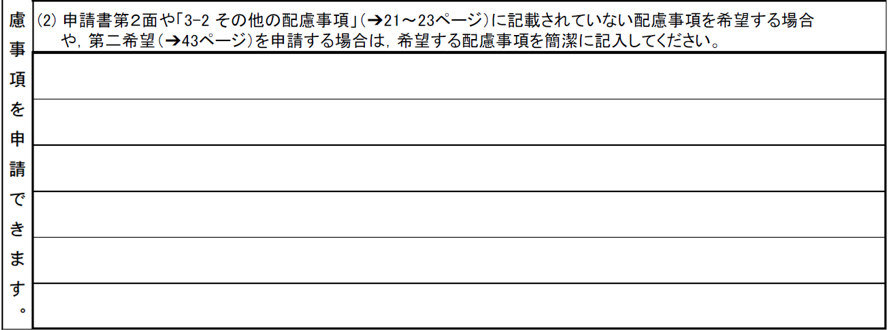 慮事項を申請できます。
(2) 申請書第２面や「3-2 その他の配慮事項」(➔21～23ページ)に記載されていない配慮事項を希望する場合
や，第二希望(➔43ページ)を申請する場合は，希望する配慮事項を簡潔に記入してください。